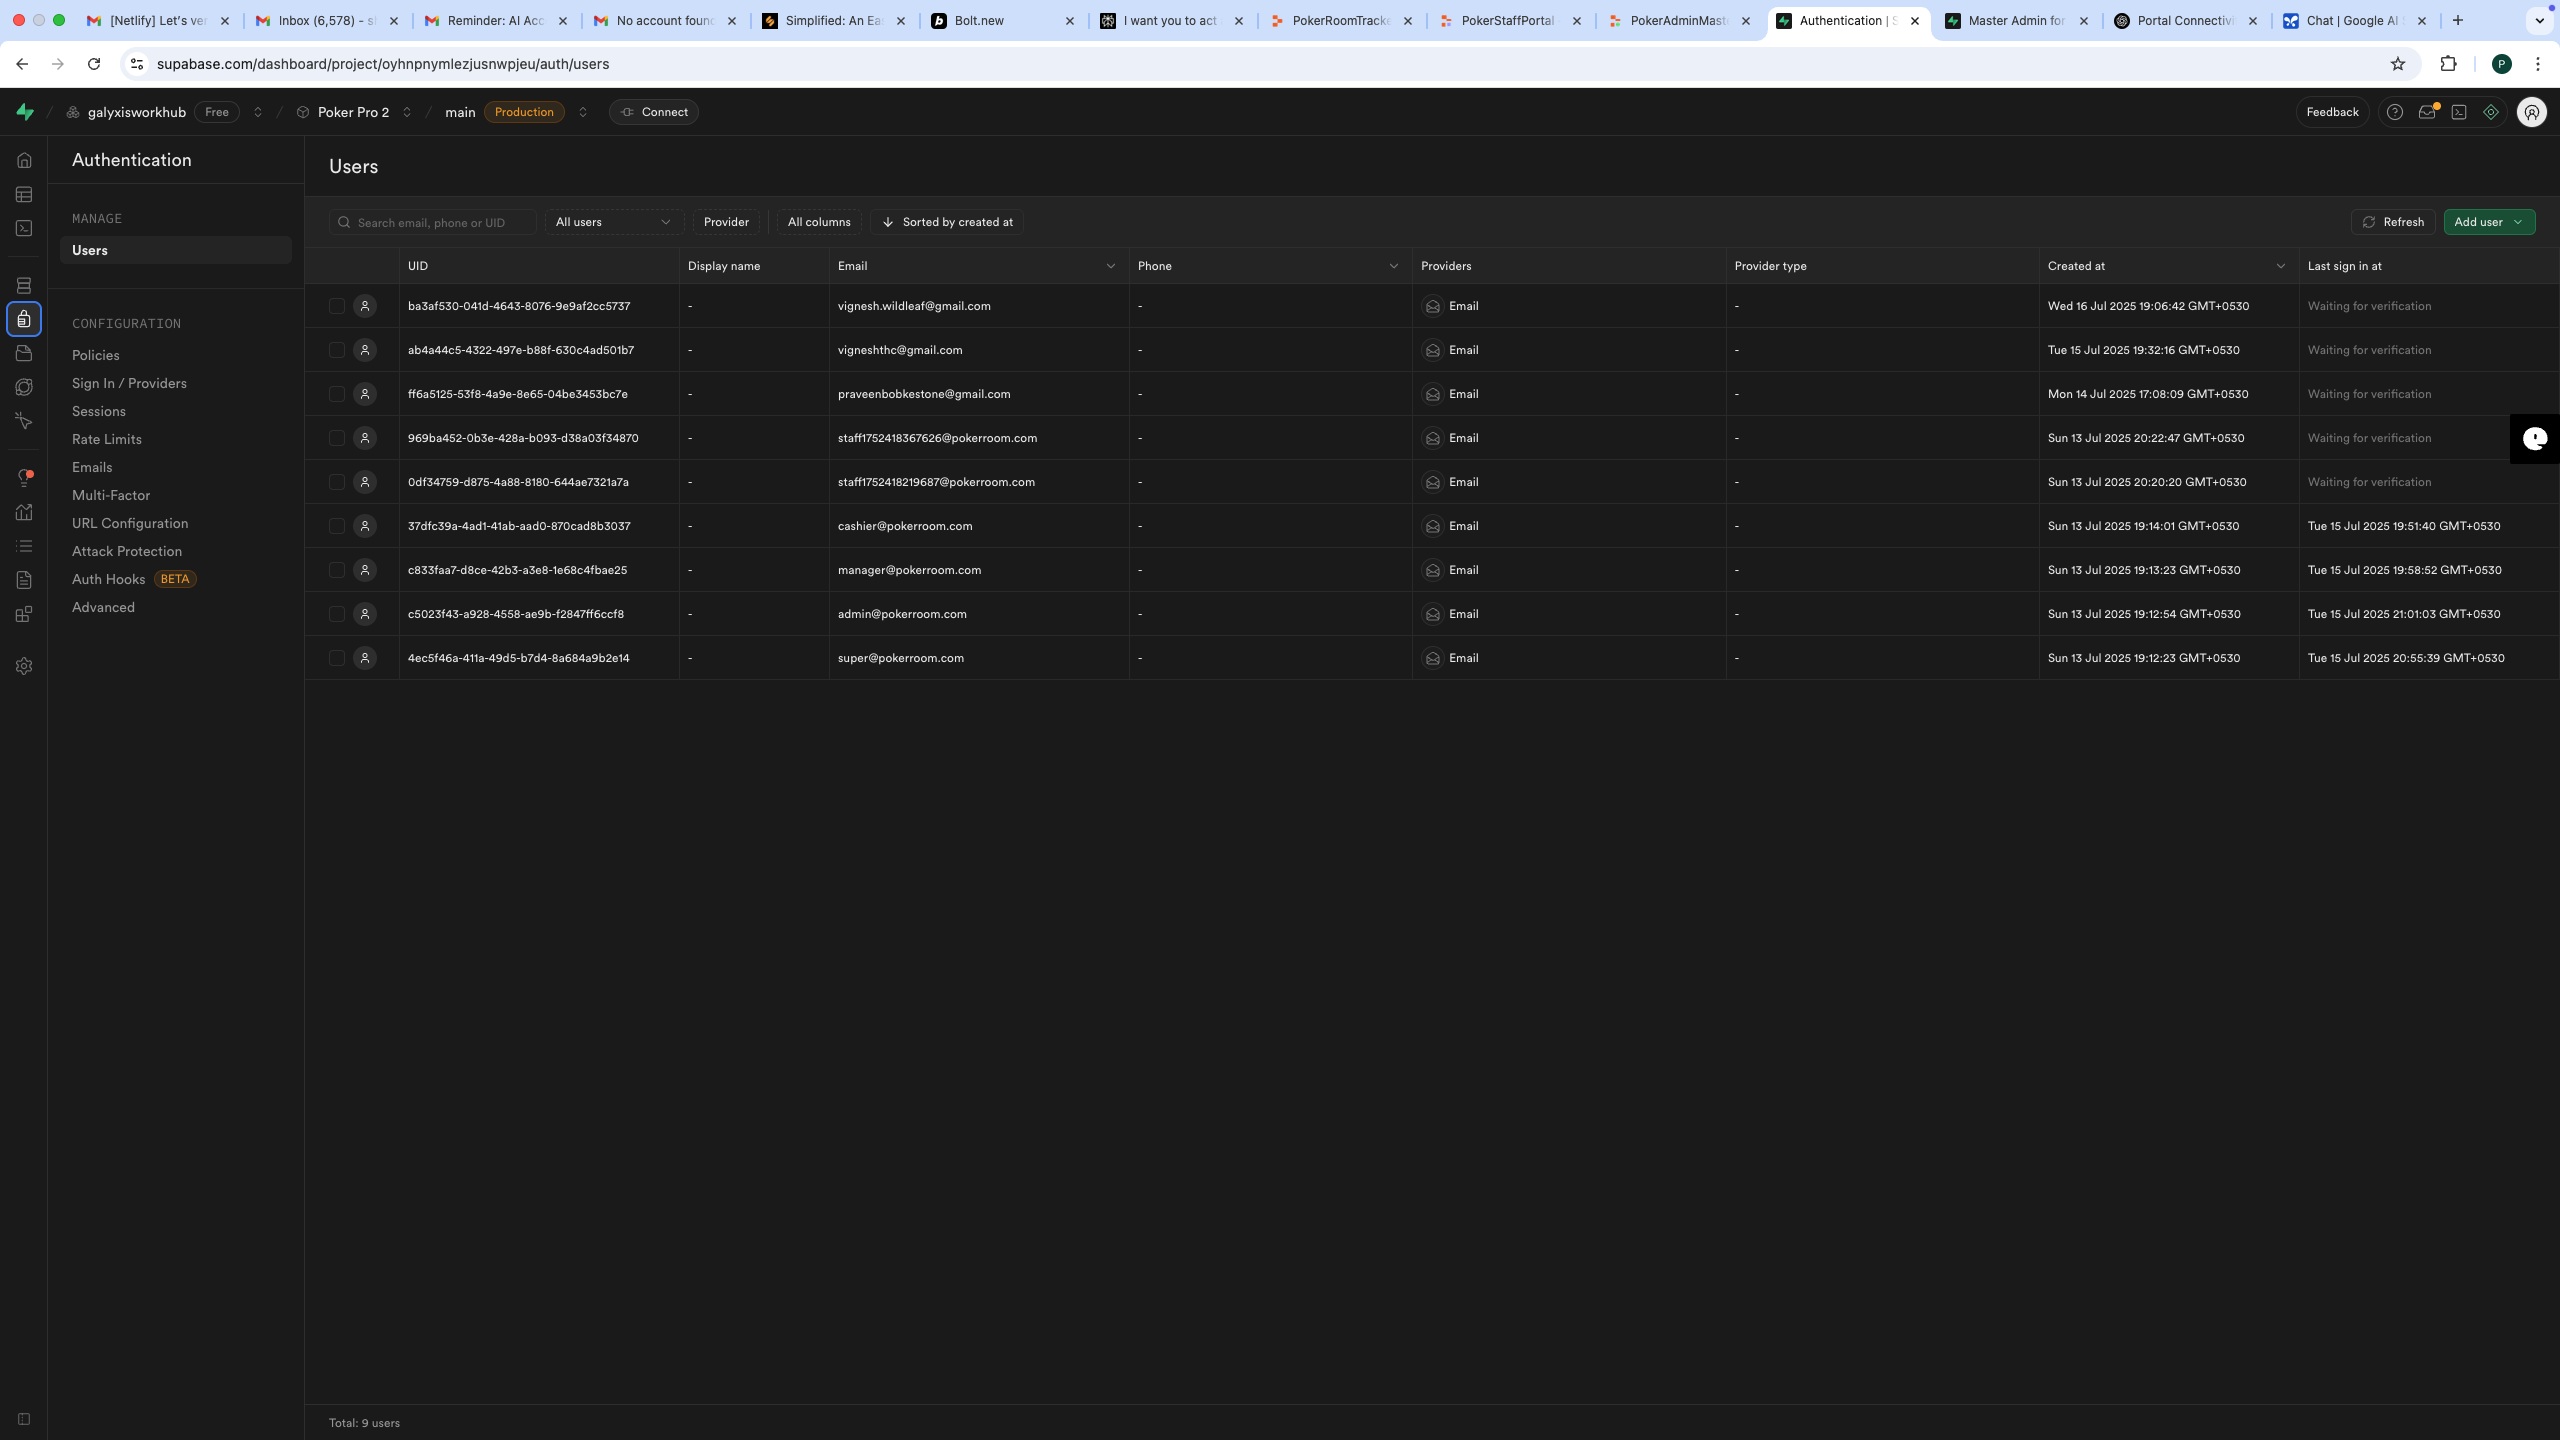 [Netlify] Let's ver
Inbox (6,578) - s
Reminder: AI Acc
No account foun
Simplified: An Ea
Bolt.new
I want you to act
PokerRoomTracke
PokerStaffPortal
PokerAdminMast
Authentication | S
Master Admin for
Portal Connectivi
Chat | Google AI S
supabase.com/dashboard/project/oyhnpnymlezjusnwpjeu/auth/users
P
galyxisworkhub Free
Poker Pro 2
main Production
Connect
Feedback
Authentication
MANAGE
Users
CONFIGURATION
Policies
Sign In / Providers
Sessions
Rate Limits
Emails
Multi-Factor
URL Configuration
Attack Protection
Auth Hooks BETA
Advanced
Users
Search email, phone or UID
All users
Provider
All columns
Sorted by created at
Refresh
Add user
UID Display name Email Phone Providers Provider type Created at Last sign in at
ba3af530-041d-4643-8076-9e9af2cc5737 - vignesh.wildleaf@gmail.com - Email - Wed 16 Jul 2025 19:06:42 GMT+0530 Waiting for verification
ab4a44c5-4322-497e-b88f-630c4ad501b7 - vigneshthc@gmail.com - Email - Tue 15 Jul 2025 19:32:16 GMT+0530 Waiting for verification
ff6a5125-53f8-4a9e-8e65-04be3453bc7e - praveenbobkestone@gmail.com - Email - Mon 14 Jul 2025 17:08:09 GMT+0530 Waiting for verification
969ba452-0b3e-428a-b093-d38a03f34870 - staff1752418367626@pokerroom.com - Email - Sun 13 Jul 2025 20:22:47 GMT+0530 Waiting for verification
0df34759-d875-4a88-8180-644ae7321a7a - staff1752418219687@pokerroom.com - Email - Sun 13 Jul 2025 20:20:20 GMT+0530 Waiting for verification
37dfc39a-4ad1-41ab-aad0-870cad8b3037 - cashier@pokerroom.com - Email - Sun 13 Jul 2025 19:14:01 GMT+0530 Tue 15 Jul 2025 19:51:40 GMT+0530
c833faa7-d8ce-42b3-a3e8-1e68c4fbae25 - manager@pokerroom.com - Email - Sun 13 Jul 2025 19:13:23 GMT+0530 Tue 15 Jul 2025 19:58:52 GMT+0530
c5023f43-a928-4558-ae9b-f2847ff6ccf8 - admin@pokerroom.com - Email - Sun 13 Jul 2025 19:12:54 GMT+0530 Tue 15 Jul 2025 21:01:03 GMT+0530
4ec5f46a-411a-49d5-b7d4-8a684a9b2e14 - super@pokerroom.com - Email - Sun 13 Jul 2025 19:12:23 GMT+0530 Tue 15 Jul 2025 20:55:39 GMT+0530
Total: 9 users